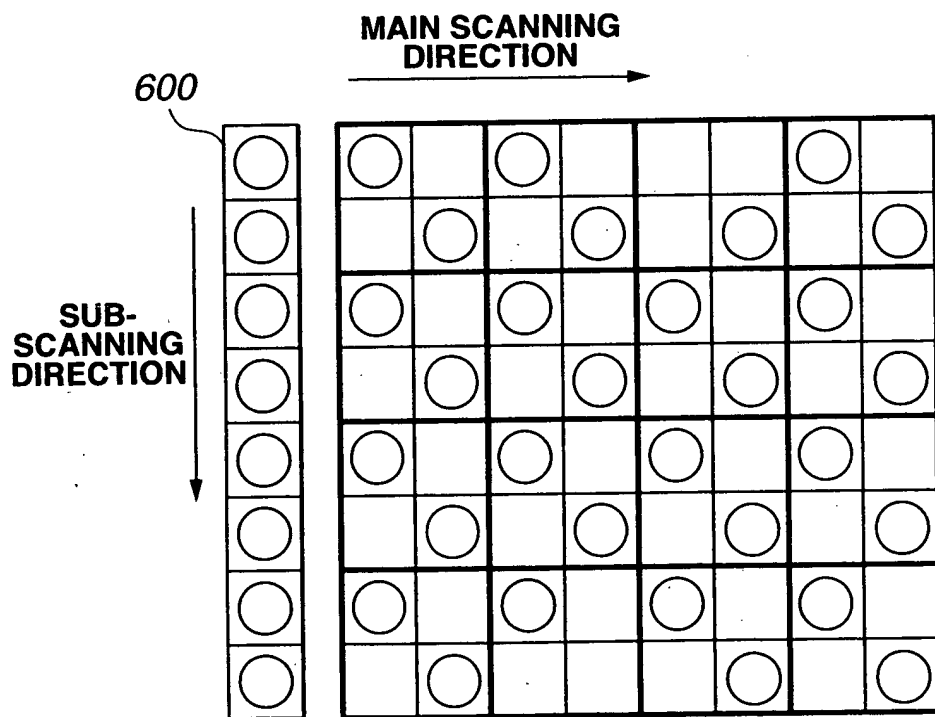 MAIN SCANNING
DIRECTION
600
SUB-
SCANNING
DIRECTION